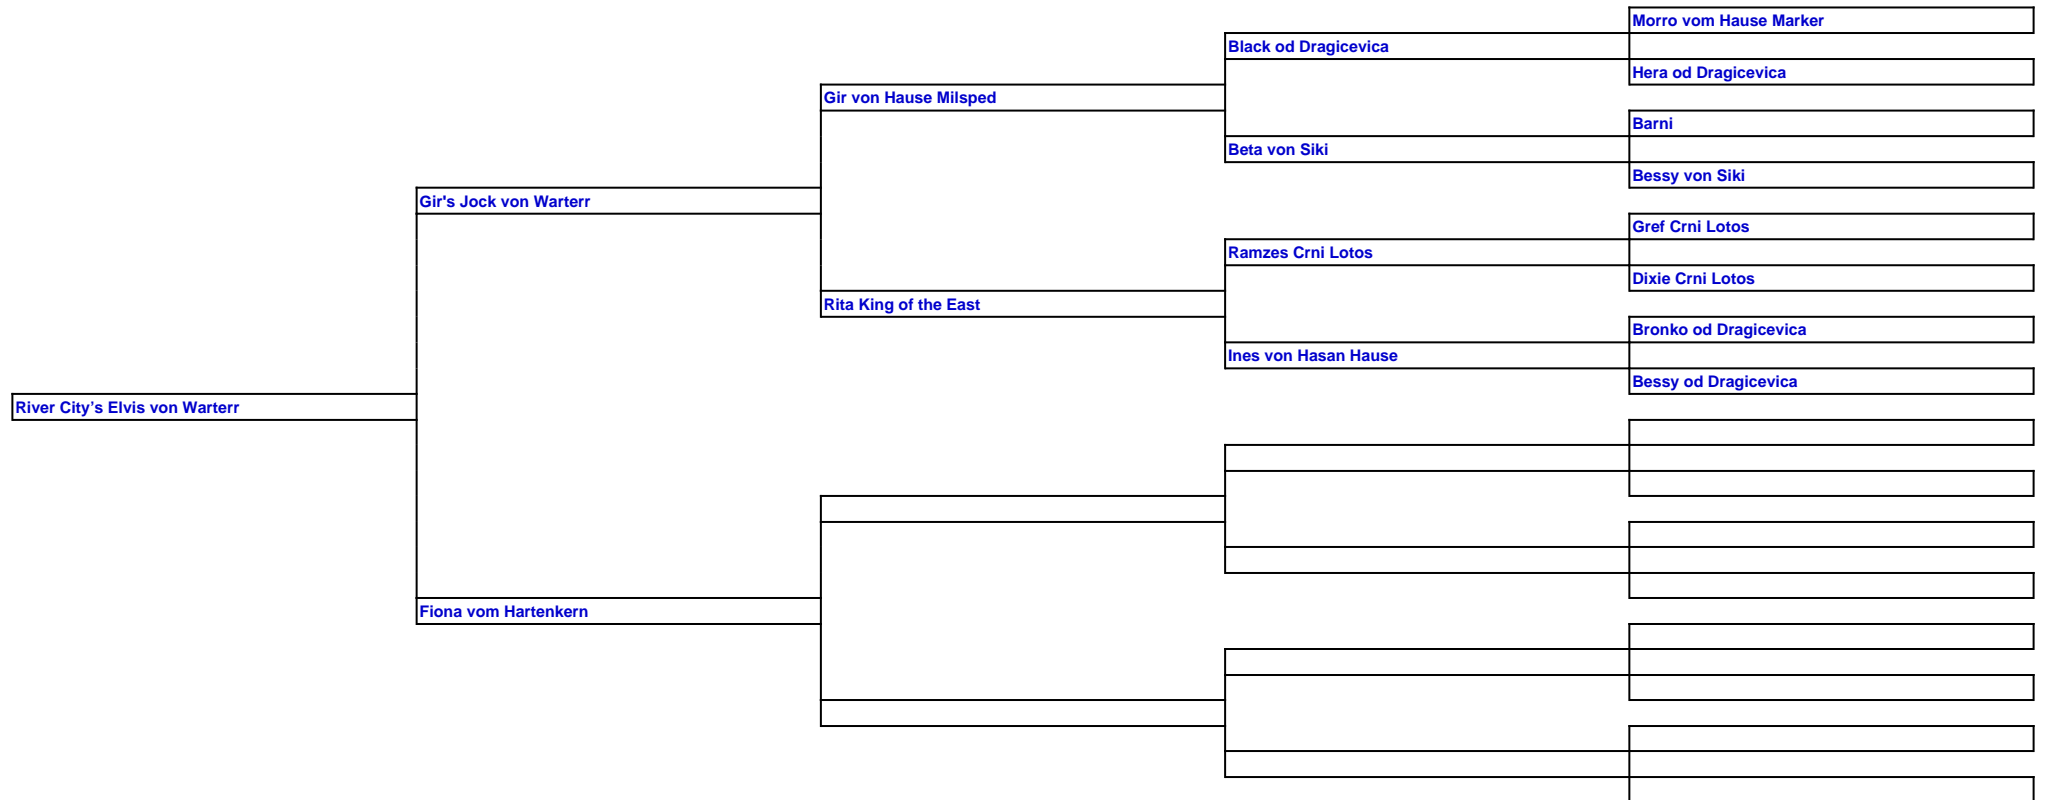 Morro vom Hause Marker
Black od Dragicevica
Hera od Dragicevica
Gir von Hause Milsped
Barni
Beta von Siki
Bessy von Siki
Gir's Jock von Warterr
Gref Crni Lotos
Ramzes Crni Lotos
Dixie Crni Lotos
Rita King of the East
Bronko od Dragicevica
Ines von Hasan Hause
Bessy od Dragicevica
River City’s Elvis von Warterr
Fiona vom Hartenkern